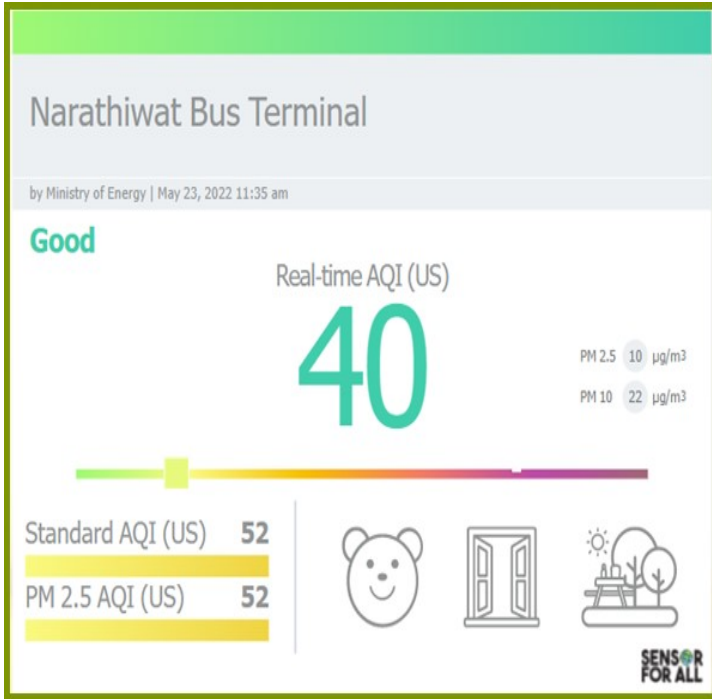 Narathiwat Bus Terminal
by Ministry of Energy | May 23, 2022 11:35 am
Good
Real-time AQI (US)
40
PM 2.5 10 µg/m3
PM 10 22 µg/m3
Standard AQI (US) 52
PM 2.5 AQI (US) 52
SENSOR
FOR ALL